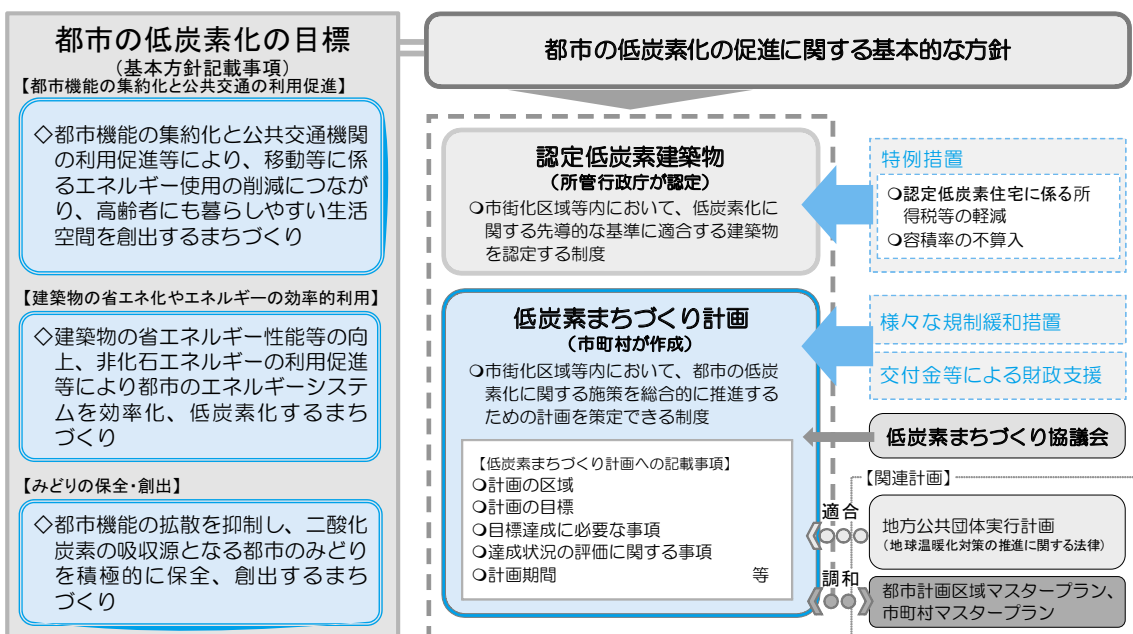 都市の低炭素化の目標
(基本方針記載事項)
【都市機能の集約化と公共交通の利用促進】
◇都市機能の集約化と公共交通機関
の利用促進等により、移動等に係
るエネルギー使用の削減につなが
り、高齢者にも暮らしやすい生活
空間を創出するまちづくり
【建築物の省エネ化やエネルギーの効率的利用】
◇建築物の省エネルギー性能等の向
上、非化石エネルギーの利用促進
等により都市のエネルギーシステ
ムを効率化、低炭素化するまち
づくり
【みどりの保全・創出】
◇都市機能の拡散を抑制し、二酸化
炭素の吸収源となる都市のみどり
を積極的に保全、創出するまち
づくり
都市の低炭素化の促進に関する基本的な方針
認定低炭素建築物
(所管行政庁が認定)
○市街化区域等内において、低炭素化に
関する先導的な基準に適合する建築物
を認定する制度
特例措置
○認定低炭素住宅に係る所
得税等の軽減
○容積率の不算入
低炭素まちづくり計画
(市町村が作成)
○市街化区域等内において、都市の低炭
素化に関する施策を総合的に推進する
ための計画を策定できる制度
【低炭素まちづくり計画への記載事項】
○計画の区域
○計画の目標
○目標達成に必要な事項
○達成状況の評価に関する事項
○計画期間 等
様々な規制緩和措置
交付金等による財政支援
低炭素まちづくり協議会
【関連計画】
適合
地方公共団体実行計画
(地球温暖化対策の推進に関する法律)
調和
都市計画区域マスタープラン、
市町村マスタープラン